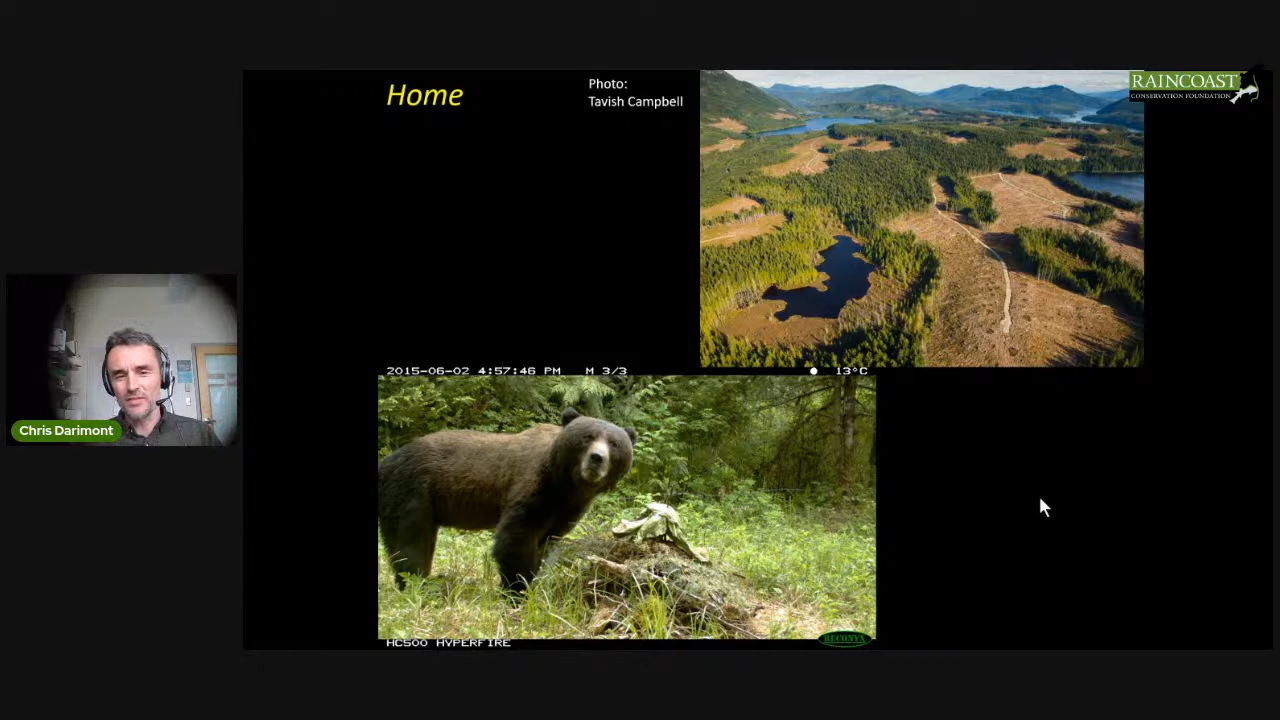 Home
Photo:
Tavish Campbell
RAINCOAST
CONSERVATION FOUNDATION
2015-06-02 4:57:46 PM M 3/3 13°C
Chris Darimont
HC500 HYPERFIRE
RECONYX